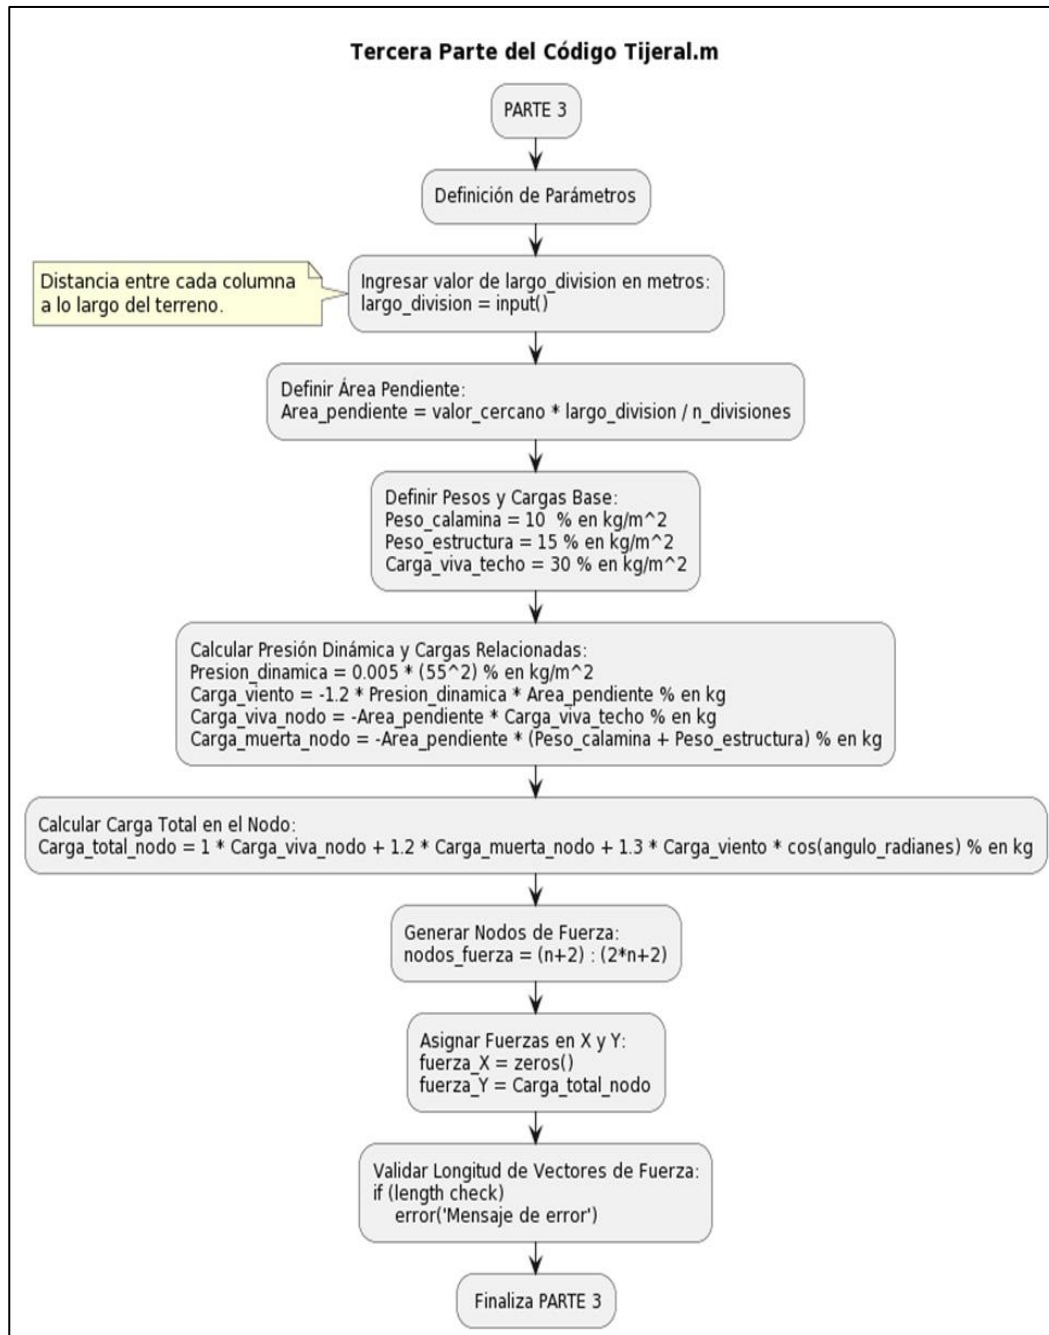 Tercera Parte del Código Tijeral.m
PARTE 3
Definición de Parámetros
Distancia entre cada columna
a lo largo del terreno.
Ingresar valor de largo_division en metros:
largo_division = input()
Definir Área Pendiente:
Area_pendiente = valor_cercano * largo_division / n_divisiones
Definir Pesos y Cargas Base:
Peso_calamina = 10  % en kg/m^2
Peso_estructura = 15 % en kg/m^2
Carga_viva_techo = 30 % en kg/m^2
Calcular Presión Dinámica y Cargas Relacionadas:
Presion_dinamica = 0.005 * (55^2) % en kg/m^2
Carga_viento = -1.2 * Presion_dinamica * Area_pendiente % en kg
Carga_viva_nodo = -Area_pendiente * Carga_viva_techo % en kg
Carga_muerta_nodo = -Area_pendiente * (Peso_calamina + Peso_estructura) % en kg
Calcular Carga Total en el Nodo:
Carga_total_nodo = 1 * Carga_viva_nodo + 1.2 * Carga_muerta_nodo + 1.3 * Carga_viento * cos(angulo_radianes) % en kg
Generar Nodos de Fuerza:
nodos_fuerza = (n+2) : (2*n+2)
Asignar Fuerzas en X y Y:
fuerza_X = zeros()
fuerza_Y = Carga_total_nodo
Validar Longitud de Vectores de Fuerza:
if (length check)
error('Mensaje de error')
Finaliza PARTE 3